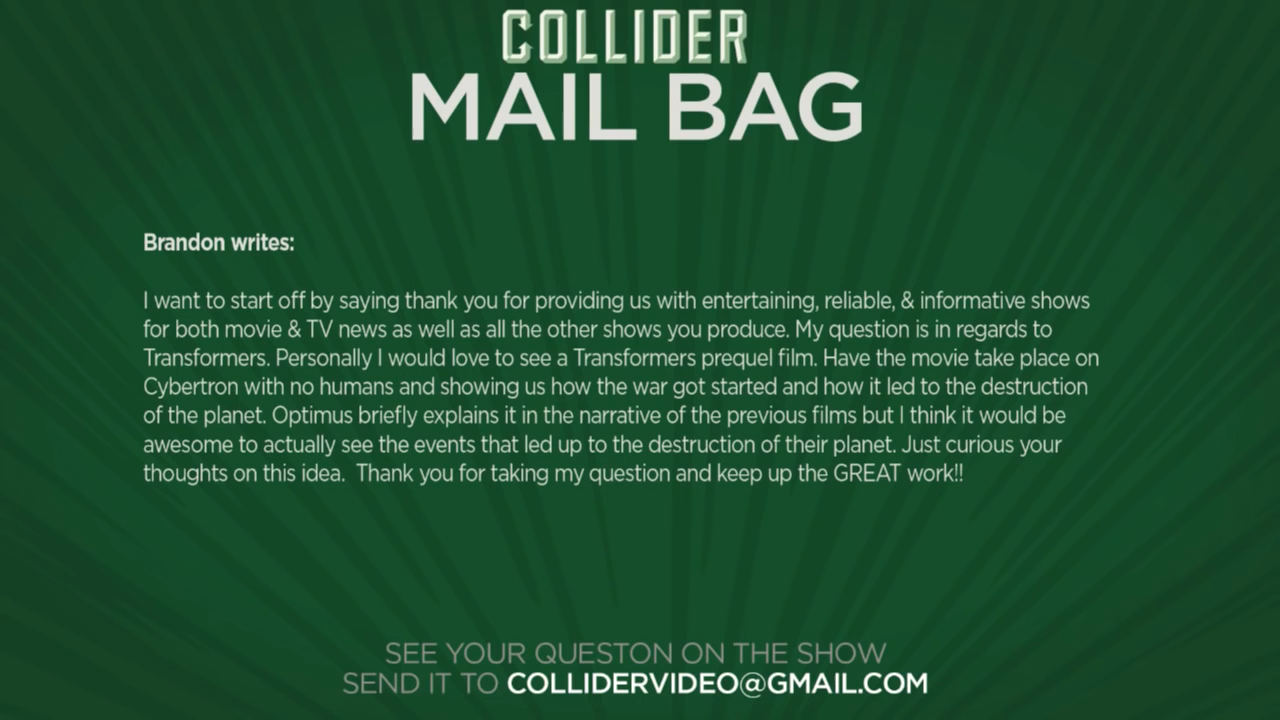 COLLIDER
MAIL BAG
Brandon writes:
I want to start off by saying thank you for providing us with entertaining, reliable, & informative shows
for both movie & TV news as well as all the other shows you produce. My question is in regards to
Transformers. Personally I would love to see a Transformers prequel film. Have the movie take place on
Cybertron with no humans and showing us how the war got started and how it led to the destruction
of the planet. Optimus briefly explains it in the narrative of the previous films but I think it would be
awesome to actually see the events that led up to the destruction of their planet. Just curious your
thoughts on this idea.  Thank you for taking my question and keep up the GREAT work!!
SEE YOUR QUESTON ON THE SHOW
SEND IT TO COLLIDERVIDEO@GMAIL.COM